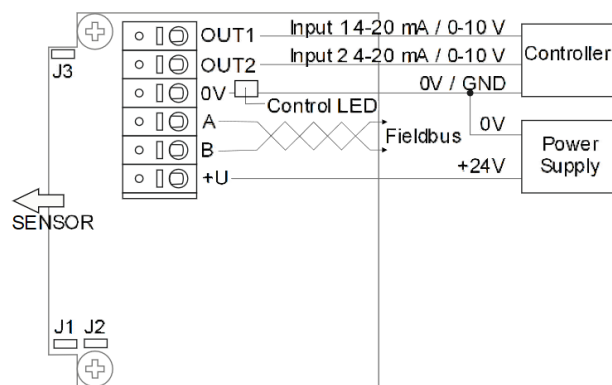 OUT1
Input 1 4-20 mA / 0-10 V
OUT2
Input 2 4-20 mA / 0-10 V
Controller
J3
0V
0V / GND
Control LED
A
Fieldbus
0V
B
Power
Supply
+U
+24V
SENSOR
J1
J2